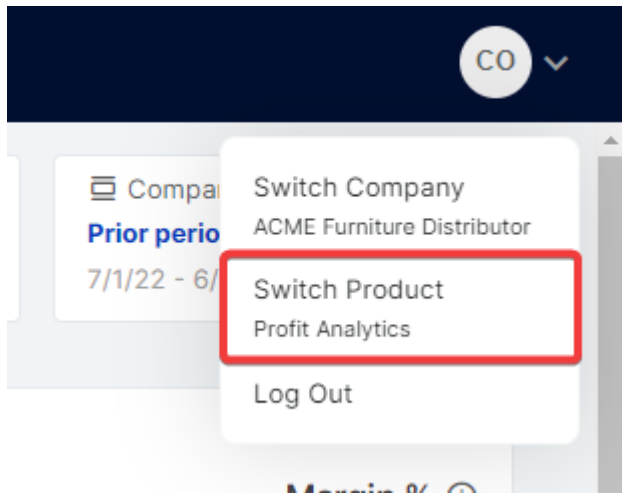 CO
Compa
Prior perio
7/1/22 - 6/
Switch Company
ACME Furniture Distributor
Switch Product
Profit Analytics
Log Out
Margin %